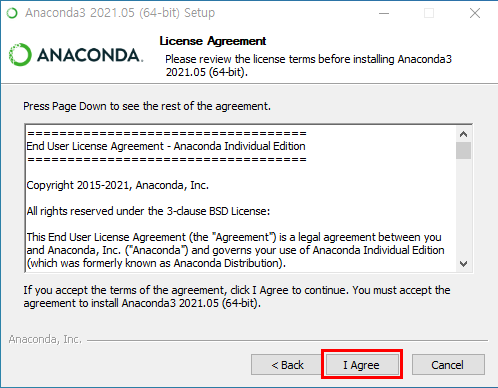 Anaconda3 2021.05 (64-bit) Setup
ANACONDA.
License Agreement
Please review the license terms before installing Anaconda3
2021.05 (64-bit).
Press Page Down to see the rest of the agreement.
===================================
End User License Agreement - Anaconda Individual Edition
===================================
Copyright 2015-2021, Anaconda, Inc.
All rights reserved under the 3-clause BSD License:
This End User License Agreement (the "Agreement") is a legal agreement between you
and Anaconda, Inc. ("Anaconda") and governs your use of Anaconda Individual Edition
(which was formerly known as Anaconda Distribution).
If you accept the terms of the agreement, click I Agree to continue. You must accept the
agreement to install Anaconda3 2021.05 (64-bit).
Anaconda, Inc.
< Back
I Agree
Cancel